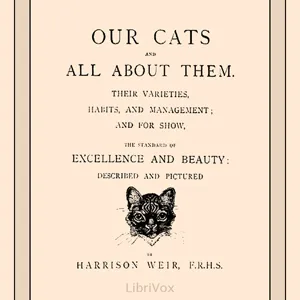 OUR CATS
AND
ALL ABOUT THEM.
THEIR VARIETIES,
HABITS, AND MANAGEMENT;
AND FOR SHOW,
THE STANDARD OF
EXCELLENCE AND BEAUTY;
DESCRIBED AND PICTURED
BY
HARRISON WEIR, F.R.H.S.
LibriVox